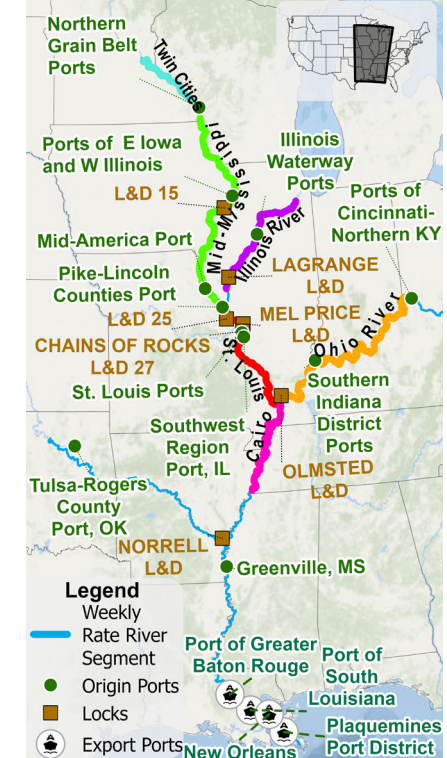 Northern
Grain Belt
Ports
Twin Cities
Ports of E Iowa
and W Illinois
L&D 15
Mid-Mississippi
Illinois
Waterway
Ports
Illinois River
Ports of
Cincinnati-
Northern KY
Mid-America Port
LAGRANGE
L&D
Pike-Lincoln
Counties Port
L&D 25
MEL PRICE
L&D
Ohio River
CHAINS OF ROCKS
L&D 27
St. Louis
St. Louis Ports
Southern
Indiana
District
Ports
Southwest
Region
Port, IL
Cairo
OLMSTED
L&D
Tulsa-Rogers
County
Port, OK
NORRELL
L&D
Greenville, MS
Legend
Weekly
Rate River
Segment
Origin Ports
Locks
Export Ports
Port of Greater
Baton Rouge
Port of
South
Louisiana
Plaquemines
Port District
New Orleans